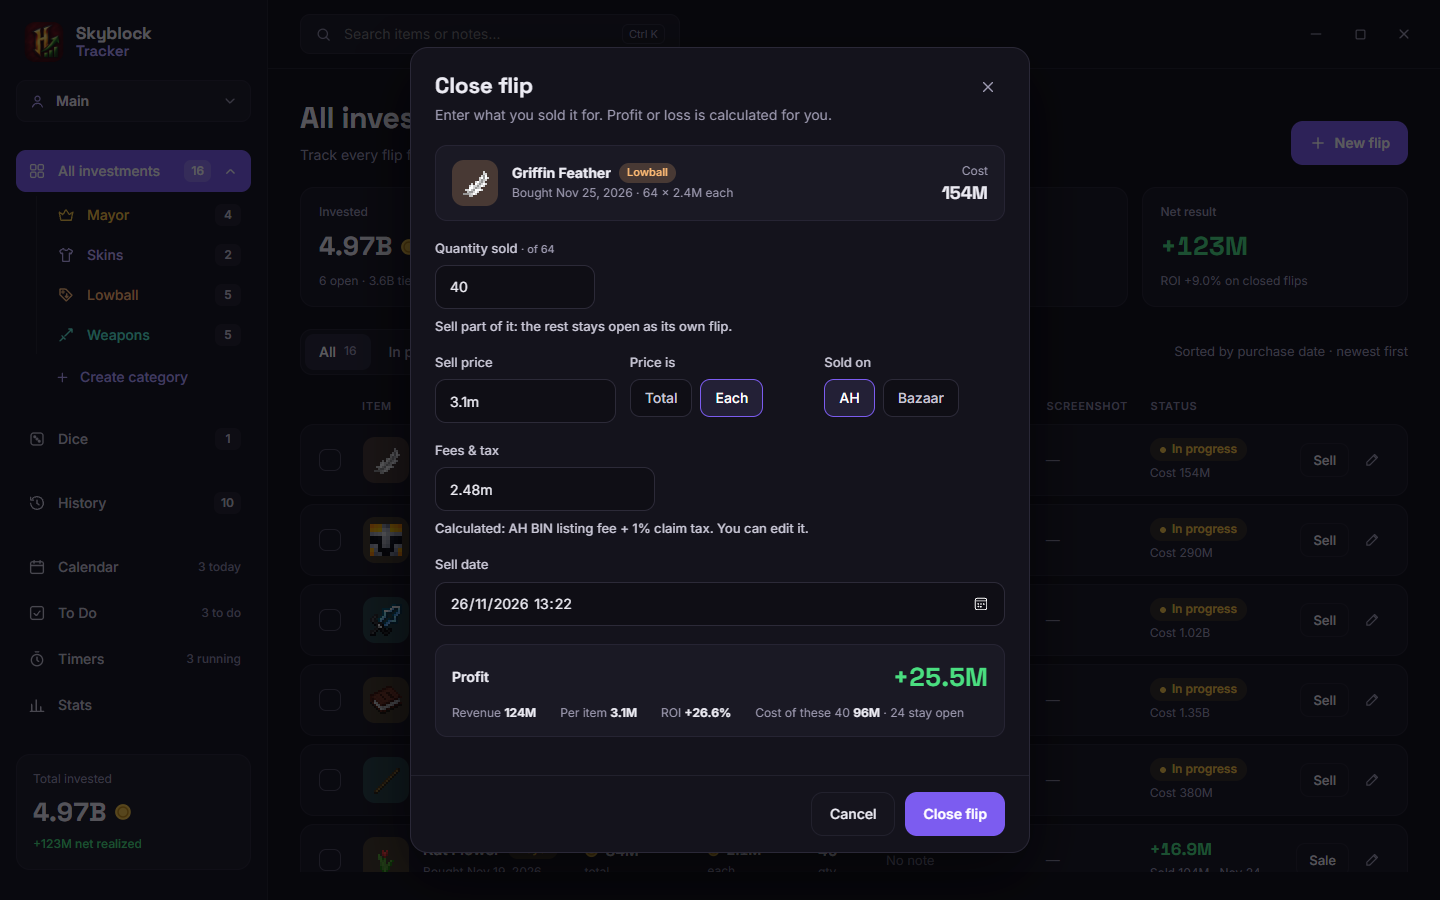 Skyblock
Tracker
Search items or notes... Ctrl K
Main
All investments 16
Mayor 4
Skins 2
Lowball 5
Weapons 5
Create category
Dice 1
History 10
Calendar 3 today
To Do 3 to do
Timers 3 running
Stats
Total invested
4.97B
+123M net realized
All inves
Track every flip f
New flip
Invested
4.97B
6 open · 3.6B tie
Net result
+123M
ROI +9.0% on closed flips
All 16 In p
Sorted by purchase date · newest first
ITEM SCREENSHOT STATUS
— In progress
Cost 154M
Sell
— In progress
Cost 290M
Sell
— In progress
Cost 1.02B
Sell
— In progress
Cost 1.35B
Sell
— In progress
Cost 380M
Sell
No note — +16.9M
Sale
Close flip
Enter what you sold it for. Profit or loss is calculated for you.
Griffin Feather Lowball
Bought Nov 25, 2026 · 64 × 2.4M each
Cost
154M
Quantity sold · of 64
40
Sell part of it: the rest stays open as its own flip.
Sell price Price is Sold on
3.1m Total Each AH Bazaar
Fees & tax
2.48m
Calculated: AH BIN listing fee + 1% claim tax. You can edit it.
Sell date
26/11/2026 13:22
Profit +25.5M
Revenue 124M Per item 3.1M ROI +26.6% Cost of these 40 96M · 24 stay open
Cancel Close flip